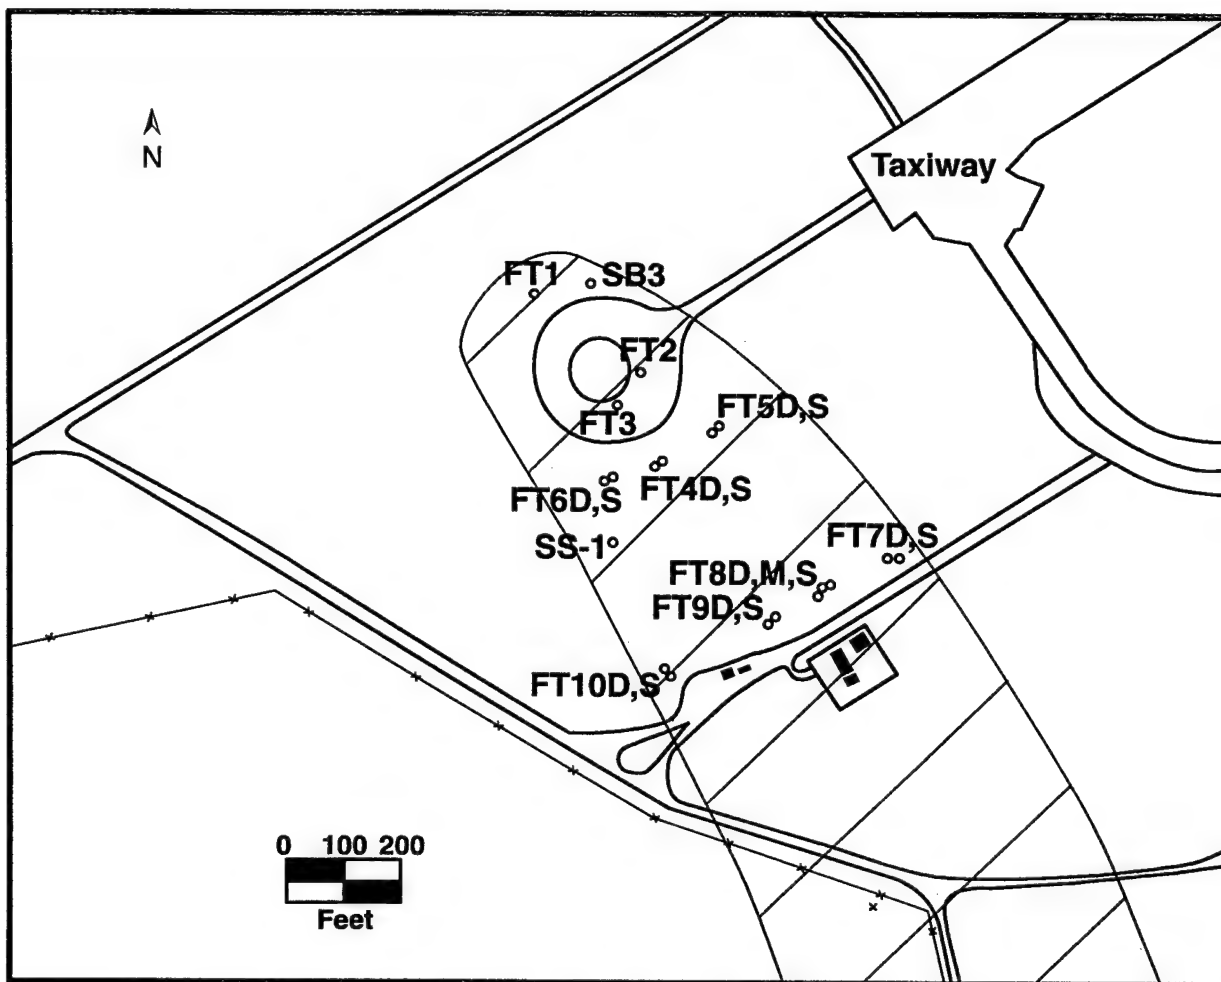 N
Taxiway
FT1
SB3
FT2
FT3
FT5D,S
FT4D,S
FT6D,S
SS-1
FT7D,S
FT8D,M,S
FT9D,S
FT10D,S
0 100 200
Feet